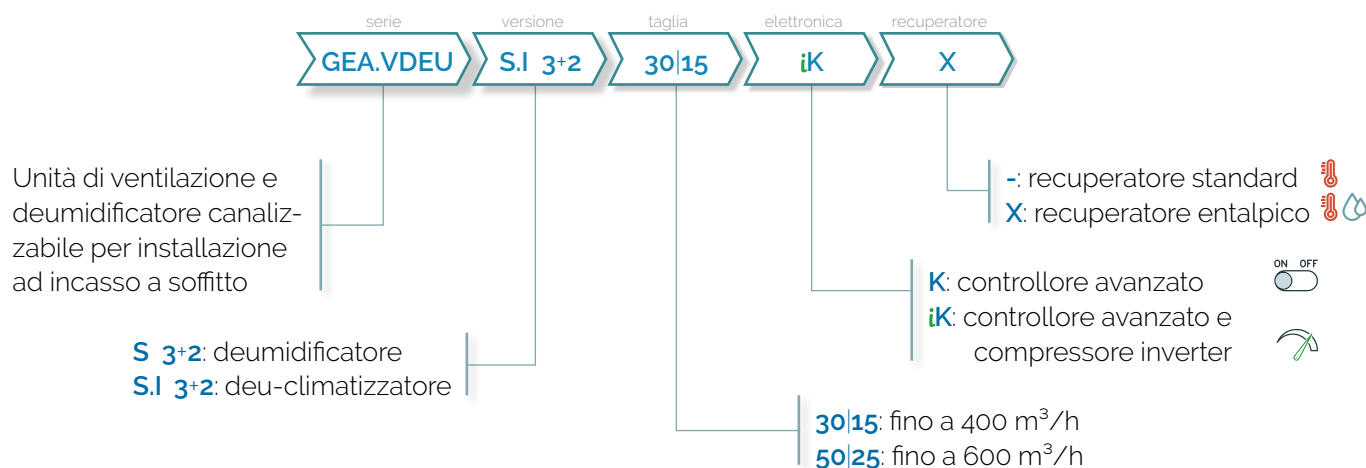 serie versione taglia elettronica recuperatore
GEA.VDEU S.I 3+2 30|15 iK X
Unità di ventilazione e
deumidificatore canaliz-
zabile per installazione
ad incasso a soffitto
-: recuperatore standard
X: recuperatore entalpico
ON OFF
K: controllore avanzato
iK: controllore avanzato e
compressore inverter
S 3+2: deumidificatore
S.I 3+2: deu-climatizzatore
30|15: fino a 400 m³/h
50|25: fino a 600 m³/h